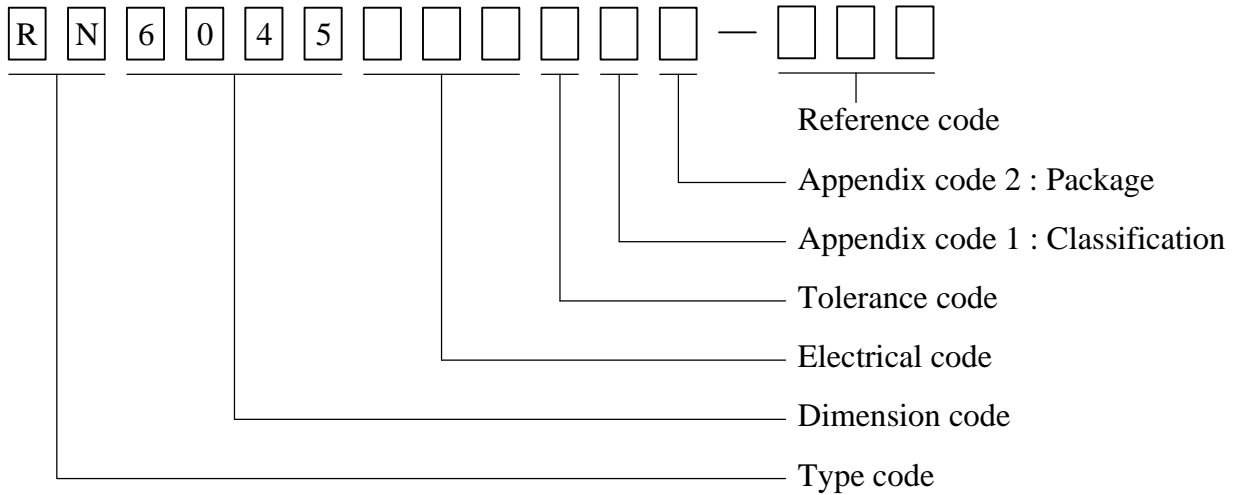 R N 6 0 4 5 —
Reference code
Appendix code 2 : Package
Appendix code 1 : Classification
Tolerance code
Electrical code
Dimension code
Type code